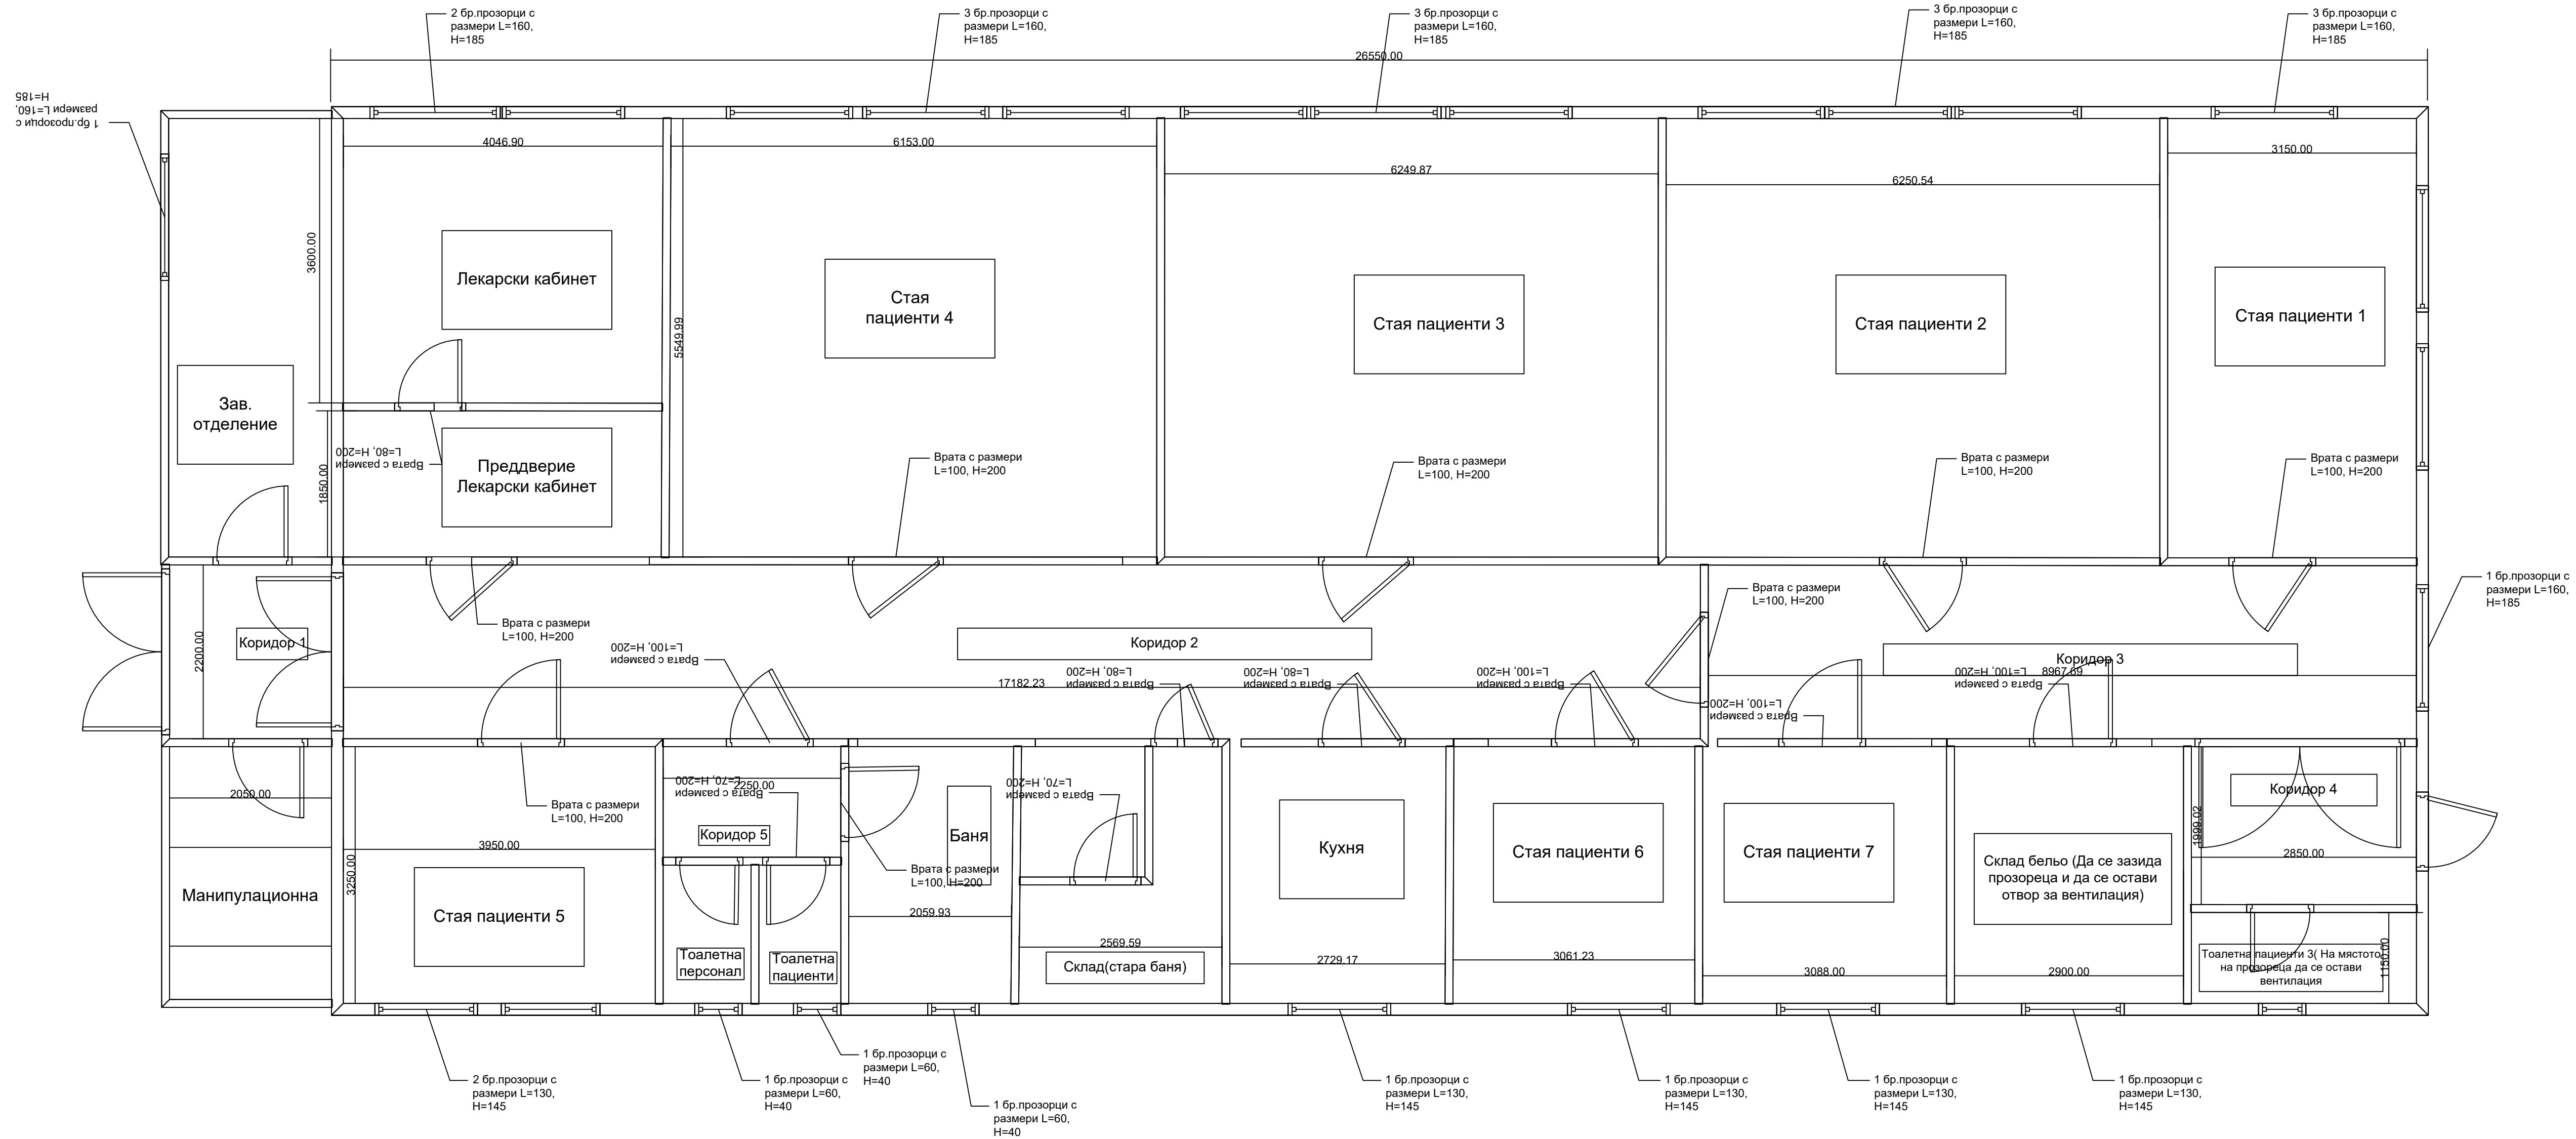 2 бр.прозорци с
размери L=160,
H=185
3 бр.прозорци с
размери L=160,
H=185
3 бр.прозорци с
размери L=160,
H=185
3 бр.прозорци с
размери L=160,
H=185
3 бр.прозорци с
размери L=160,
H=185
26550.00
1 бр.прозорци с
размери L=160,
H=185
4046.90
6153.00
6249.87
6250.54
3150.00
3600.00
5549.99
Лекарски кабинет
Стая
пациенти 4
Стая пациенти 3
Стая пациенти 2
Стая пациенти 1
Зав.
отделение
Врата с размери
L=80, H=200
1850.00
Преддверие
Лекарски кабинет
Врата с размери
L=100, H=200
Врата с размери
L=100, H=200
Врата с размери
L=100, H=200
Врата с размери
L=100, H=200
1 бр.прозорци с
размери L=160,
H=185
2200.00
Коридор 1
Врата с размери
L=100, H=200
Врата с размери
L=100, H=200
Коридор 2
Врата с размери
L=100, H=200
Коридор 3
17182.23
Врата с размери
L=80, H=200
Врата с размери
L=80, H=200
Врата с размери
L=100, H=200
8967.69
Врата с размери
L=100, H=200
Врата с размери
L=100, H=200
2050.00
Врата с размери
L=100, H=200
2250.00
Врата с размери
L=70, H=200
Врата с размери
L=70, H=200
Коридор 5
Баня
Врата с размери
L=100, H=200
Кухня
Стая пациенти 6
Стая пациенти 7
Склад бельо (Да се зазида
прозореца и да се остави
отвор за вентилация)
Коридор 4
1999.02
2850.00
3950.00
3250.00
Манипулационна
Стая пациенти 5
2059.93
2569.59
Тоалетна
персонал
Тоалетна
пациенти
Склад(стара баня)
2729.17
3061.23
3088.00
2900.00
Тоалетна пациенти 3( На мястото
на прозореца да се остави
вентилация
1150.00
2 бр.прозорци с
размери L=130,
H=145
1 бр.прозорци с
размери L=60,
H=40
1 бр.прозорци с
размери L=60,
H=40
1 бр.прозорци с
размери L=60,
H=40
1 бр.прозорци с
размери L=130,
H=145
1 бр.прозорци с
размери L=130,
H=145
1 бр.прозорци с
размери L=130,
H=145
1 бр.прозорци с
размери L=130,
H=145